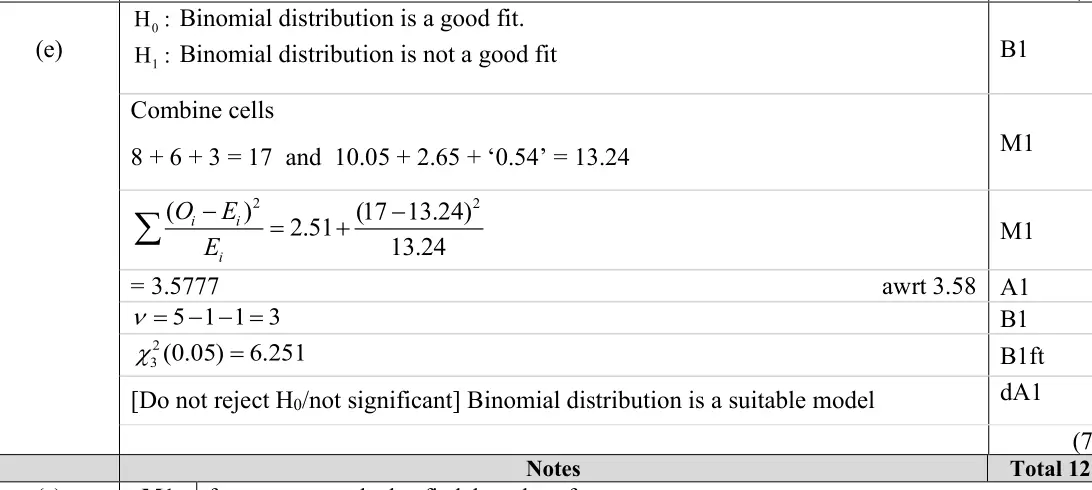 (e)
H₀ : Binomial distribution is a good fit.
H₁ : Binomial distribution is not a good fit
B1
Combine cells
8 + 6 + 3 = 17 and 10.05 + 2.65 + ‘0.54’ = 13.24
M1
∑ (Oᵢ − Eᵢ)² / Eᵢ = 2.51 + (17 − 13.24)² / 13.24
M1
= 3.5777 awrt 3.58 A1
ν = 5 − 1 − 1 = 3 B1
χ₃²(0.05) = 6.251 B1ft
[Do not reject H₀/not significant] Binomial distribution is a suitable model dA1
(7
Notes Total 12